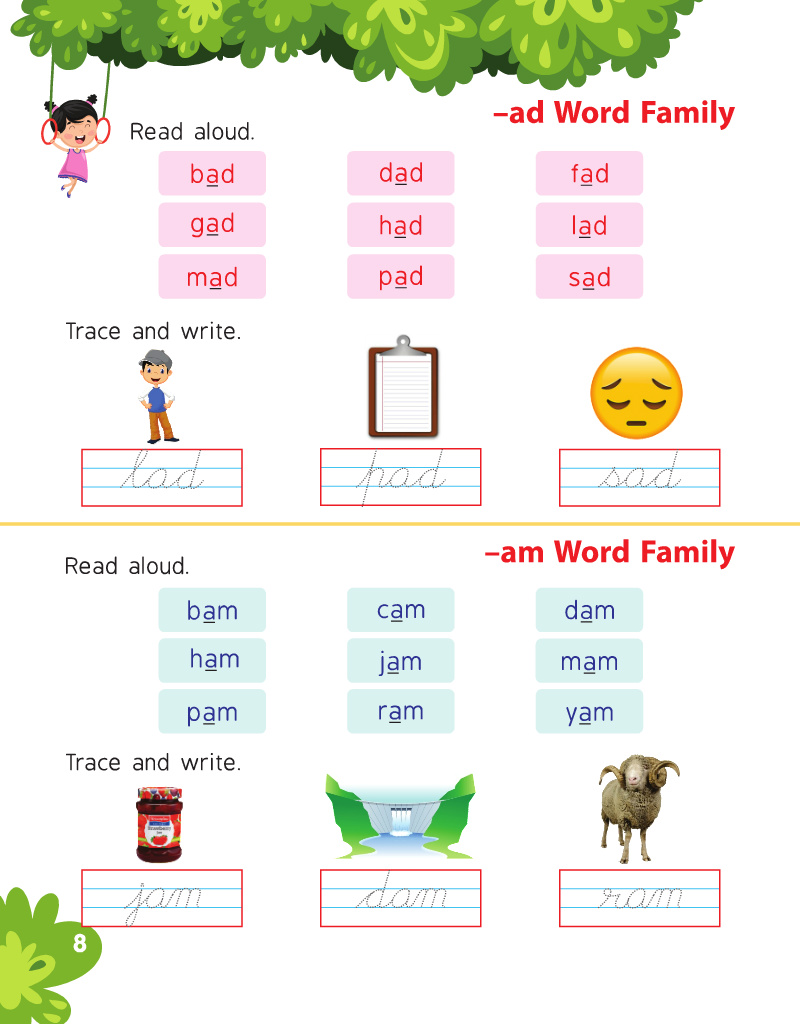 –ad Word Family
Read aloud.
bad dad fad
gad had lad
mad pad sad
Trace and write.
lad pad sad
–am Word Family
Read aloud.
bam cam dam
ham jam mam
pam ram yam
Trace and write.
Strawberry
jam dam ram
8